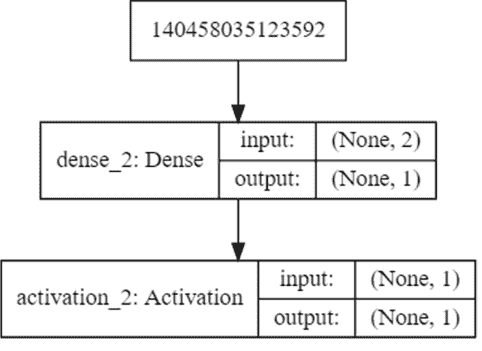 140458035123592
dense_2: Dense
input: (None, 2)
output: (None, 1)
activation_2: Activation
input: (None, 1)
output: (None, 1)